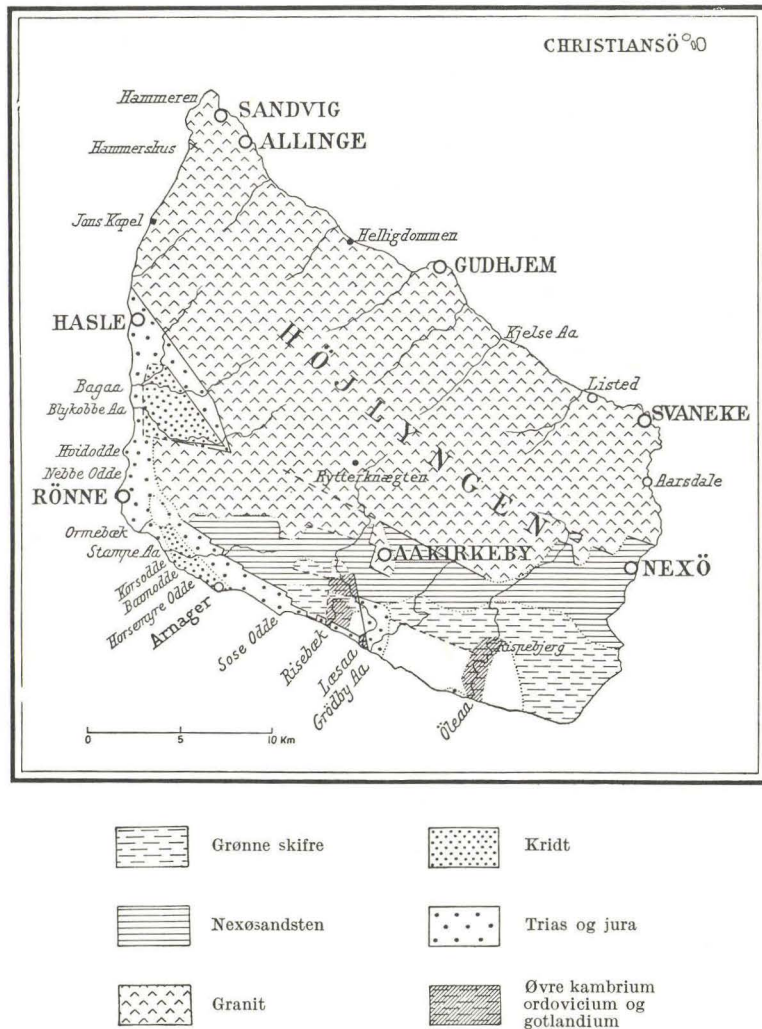 CHRISTIANSÖ
Hammeren
SANDVIG
ALLINGE
Hammershus
Jons Kapel
Helligdommen
GUDHJEM
HASLE
Kjelse Aa
HÖJLYNGEN
Bagaa
Listed
Blykobbe Aa
SVANEKE
Hvidodde
Nebbe Odde
Rytterknægten
Aarsdale
RÖNNE
Ormebæk
Stampe Aa
AAKIRKEBY
NEXÖ
Korsodde
Bavnodde
Horsemyre Odde
Arnager
Sose Odde
Risebæk
Læsaa
Grödby Aa
Rispebjerg
Öleaa
0 5 10 Km
Grønne skifre
Kridt
Nexøsandsten
Trias og jura
Granit
Øvre kambrium
ordovicium og
gotlandium